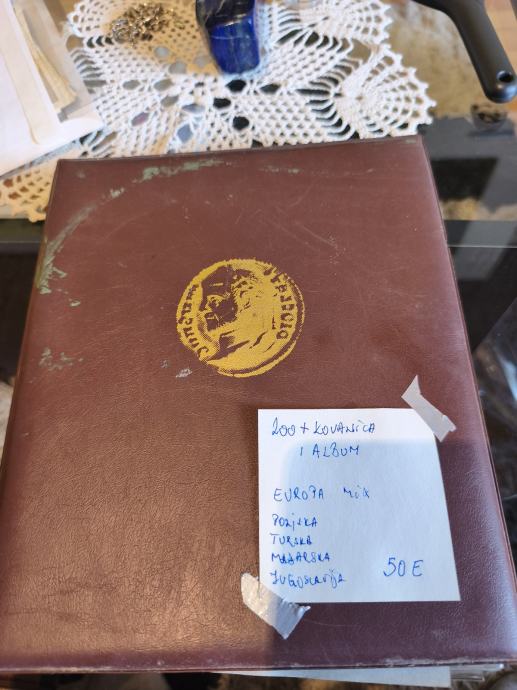 200+ KOVANICA
1 ALBUM
EUROPA MIX
POLJSKA
TURSKA
MAĐARSKA
JUGOSLAVIJA
50 E